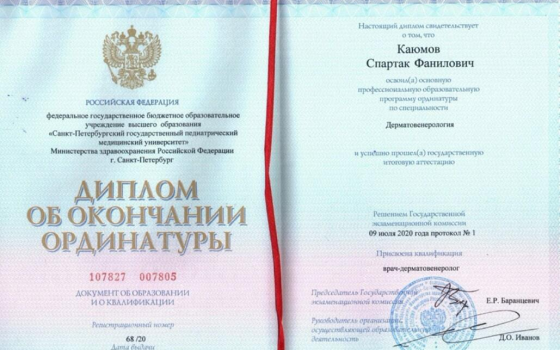 РОССИЙСКАЯ ФЕДЕРАЦИЯ
федеральное государственное бюджетное образовательное
учреждение высшего образования
«Санкт-Петербургский государственный педиатрический
медицинский университет»
Министерства здравоохранения Российской Федерации
г. Санкт-Петербург
ДИПЛОМ
ОБ ОКОНЧАНИИ
ОРДИНАТУРЫ
107827 007805
ДОКУМЕНТ ОБ ОБРАЗОВАНИИ
И О КВАЛИФИКАЦИИ
Регистрационный номер
68 /20
Дата выдачи
Настоящий диплом свидетельствует
о том, что
Каюмов
Спартак Фанилович
освоил(а) основную
профессиональную образовательную
программу ординатуры
по специальности
Дерматовенерология
и успешно прошел(а) государственную
итоговую аттестацию
Решением Государственной
экзаменационной комиссии
09 июля 2020 года протокол № 1
Присвоена квалификация
врач-дерматовенеролог
Председатель Государственной
экзаменационной комиссии
Е.Р. Баранцевич
Руководитель организации,
осуществляющей образовательную
деятельность
Д.О. Иванов